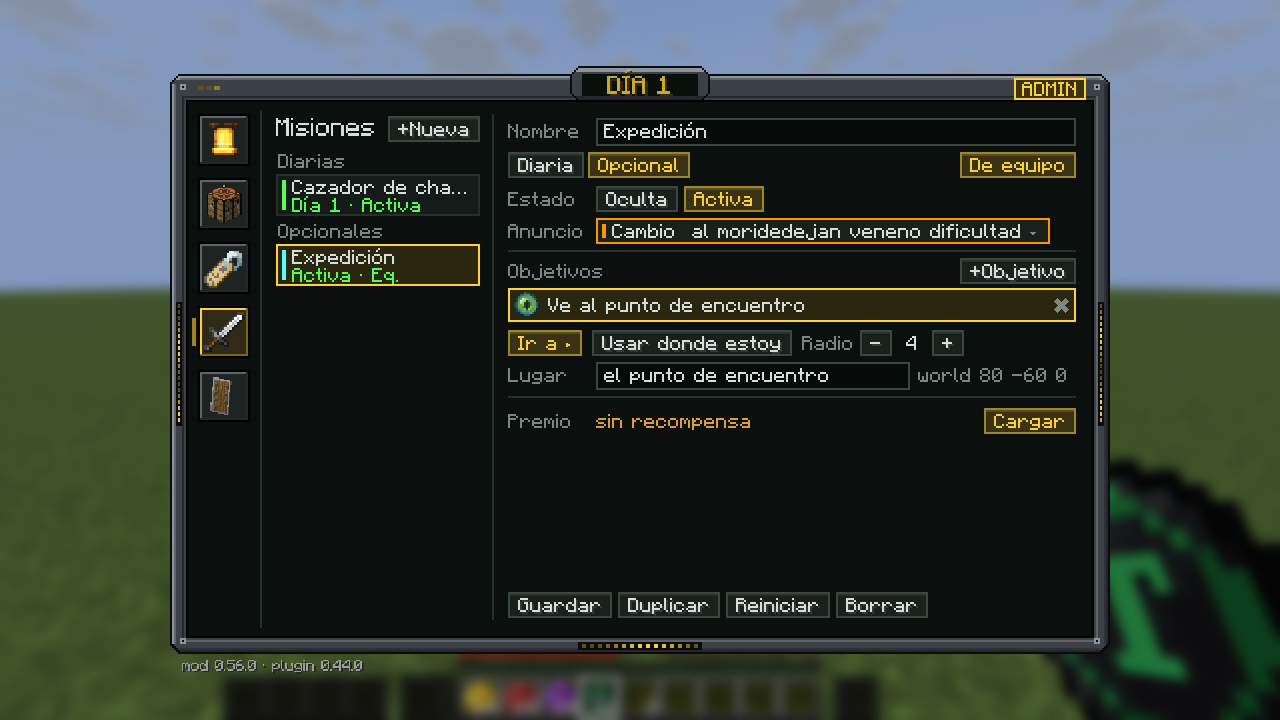 DÍA 1
ADMIN
Misiones +Nueva
Diarias
Cazador de cha...
Día 1 · Activa
Opcionales
Expedición
Activa · Eq.
Nombre Expedición
Diaria Opcional De equipo
Estado Oculta Activa
Anuncio Cambio al moridedejan veneno dificultad
Objetivos +Objetivo
Ve al punto de encuentro
Ir a Usar donde estoy Radio − 4 +
Lugar el punto de encuentro world 80 -60 0
Premio sin recompensa Cargar
Guardar Duplicar Reiniciar Borrar
mod 0.56.0 · plugin 0.44.0